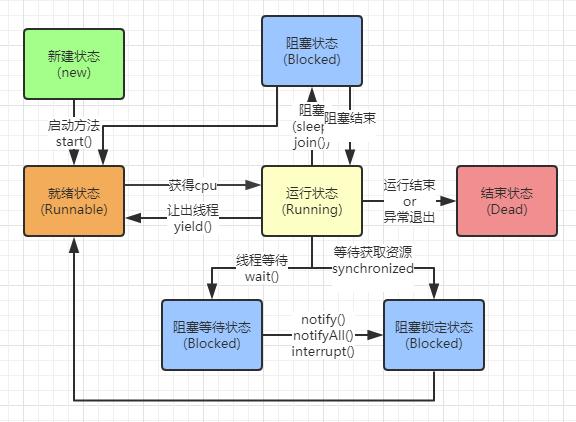 新建状态
(new)
阻塞状态
(Blocked)
启动方法
start()
阻塞
(sleep
join())
阻塞结束
就绪状态
(Runnable)
获得cpu
让出线程
yield()
运行状态
(Running)
运行结束
or
异常退出
结束状态
(Dead)
线程等待
wait()
等待获取资源
synchronized
阻塞等待状态
(Blocked)
notify()
notifyAll()
interrupt()
阻塞锁定状态
(Blocked)